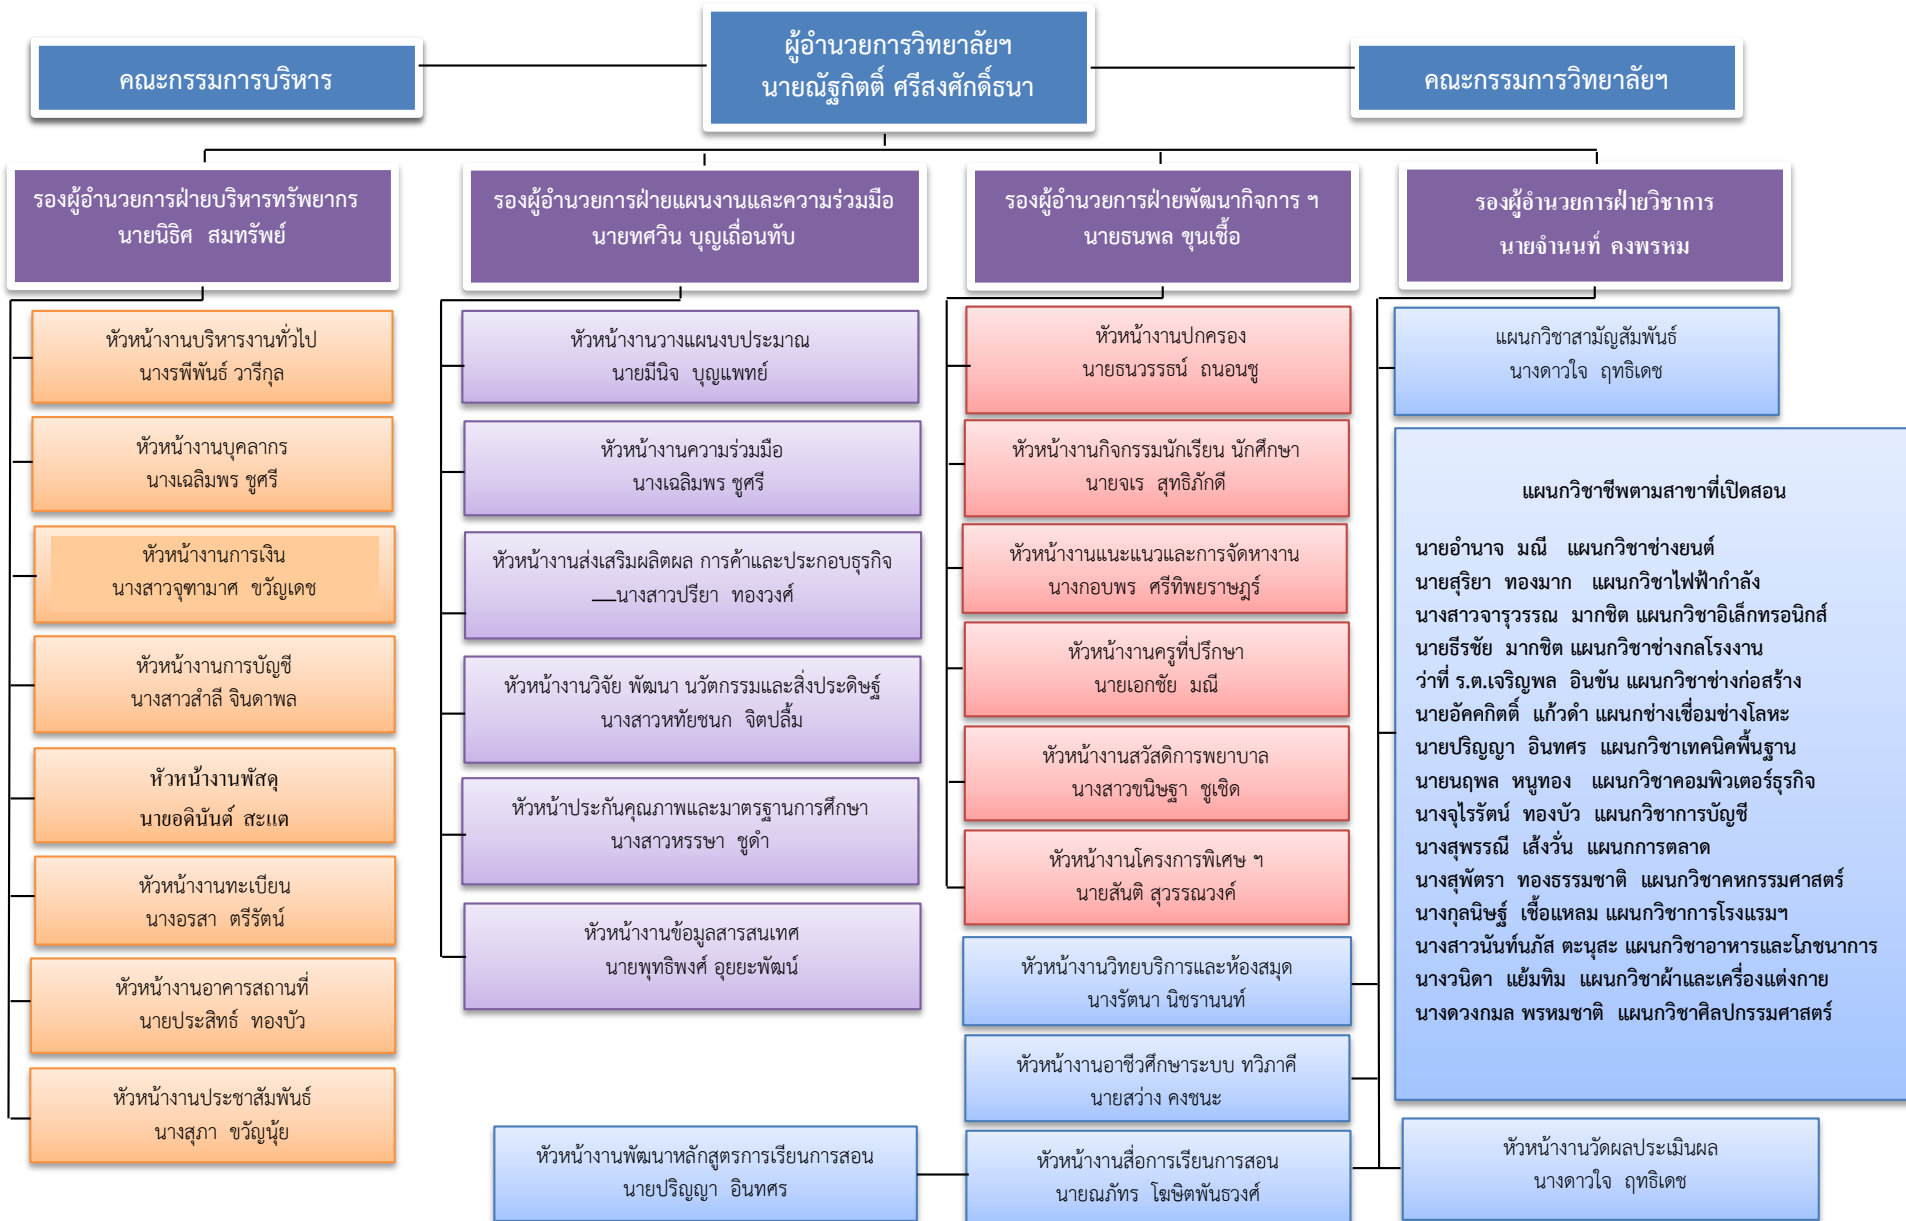 ผู้อำนวยการวิทยาลัยฯ
นายณัฐกิตติ์ ศรีสงศักดิ์ธนา
คณะกรรมการบริหาร
คณะกรรมการวิทยาลัยฯ
รองผู้อำนวยการฝ่ายบริหารทรัพยากร
นายนิธิศ สมทรัพย์
รองผู้อำนวยการฝ่ายแผนงานและความร่วมมือ
นายทศวิน บุญเถื่อนทับ
รองผู้อำนวยการฝ่ายพัฒนากิจการ ฯ
นายธนพล ขุนเชื้อ
รองผู้อำนวยการฝ่ายวิชาการ
นายจำนนท์ คงพรหม
หัวหน้างานบริหารงานทั่วไป
นางรพีพันธ์ วารีกุล
หัวหน้างานบุคลากร
นางเฉลิมพร ชูศรี
หัวหน้างานการเงิน
นางสาวจุฑามาศ ขวัญเดช
หัวหน้างานการบัญชี
นางสาวสำลี จินดาพล
หัวหน้างานพัสดุ
นายอดินันต์ สะแต
หัวหน้างานทะเบียน
นางอรสา ตรีรัตน์
หัวหน้างานอาคารสถานที่
นายประสิทธ์ ทองบัว
หัวหน้างานประชาสัมพันธ์
นางสุภา ขวัญนุ้ย
หัวหน้างานวางแผนงบประมาณ
นายมีนิจ บุญแพทย์
หัวหน้างานความร่วมมือ
นางเฉลิมพร ชูศรี
หัวหน้างานส่งเสริมผลิตผล การค้าและประกอบธุรกิจ
นางสาวปรียา ทองวงศ์
หัวหน้างานวิจัย พัฒนา นวัตกรรมและสิ่งประดิษฐ์
นางสาวหทัยชนก จิตปลื้ม
หัวหน้าประกันคุณภาพและมาตรฐานการศึกษา
นางสาวหรรษา ชูดำ
หัวหน้างานข้อมูลสารสนเทศ
นายพุทธิพงศ์ อุยยะพัฒน์
หัวหน้างานปกครอง
นายธนวรรธน์ ถนอนชู
หัวหน้างานกิจกรรมนักเรียน นักศึกษา
นายจเร สุทธิภักดี
หัวหน้างานแนะแนวและการจัดหางาน
นางกอบพร ศรีทิพยราษฎร์
หัวหน้างานครูที่ปรึกษา
นายเอกชัย มณี
หัวหน้างานสวัสดิการพยาบาล
นางสาวขนิษฐา ชูเชิด
หัวหน้างานโครงการพิเศษ ฯ
นายสันติ สุวรรณวงค์
หัวหน้างานวิทยบริการและห้องสมุด
นางรัตนา นิชรานนท์
หัวหน้างานอาชีวศึกษาระบบ ทวิภาคี
นายสว่าง คงชนะ
หัวหน้างานสื่อการเรียนการสอน
นายณภัทร โฆษิตพันธวงศ์
หัวหน้างานพัฒนาหลักสูตรการเรียนการสอน
นายปริญญา อินทศร
แผนกวิชาสามัญสัมพันธ์
นางดาวใจ ฤทธิเดช
แผนกวิชาชีพตามสาขาที่เปิดสอน
นายอำนาจ มณี แผนกวิชาช่างยนต์
นายสุริยา ทองมาก แผนกวิชาไฟฟ้ากำลัง
นางสาวจารุวรรณ มากชิต แผนกวิชาอิเล็กทรอนิกส์
นายธีรชัย มากชิต แผนกวิชาช่างกลโรงงาน
ว่าที่ ร.ต.เจริญพล อินขัน แผนกวิชาช่างก่อสร้าง
นายอัคคกิตติ์ แก้วดำ แผนกช่างเชื่อมช่างโลหะ
นายปริญญา อินทศร แผนกวิชาเทคนิคพื้นฐาน
นายนฤพล หนูทอง แผนกวิชาคอมพิวเตอร์ธุรกิจ
นางจุไรรัตน์ ทองบัว แผนกวิชาการบัญชี
นางสุพรรณี เส้งวั่น แผนกการตลาด
นางสุพัตรา ทองธรรมชาติ แผนกวิชาคหกรรมศาสตร์
นางกุลนิษฐ์ เชื้อแหลม แผนกวิชาการโรงแรมฯ
นางสาวนันท์นภัส ตะนุสะ แผนกวิชาอาหารและโภชนาการ
นางวนิดา แย้มทิม แผนกวิชาผ้าและเครื่องแต่งกาย
นางดวงกมล พรหมชาติ แผนกวิชาศิลปกรรมศาสตร์
หัวหน้างานวัดผลประเมินผล
นางดาวใจ ฤทธิเดช